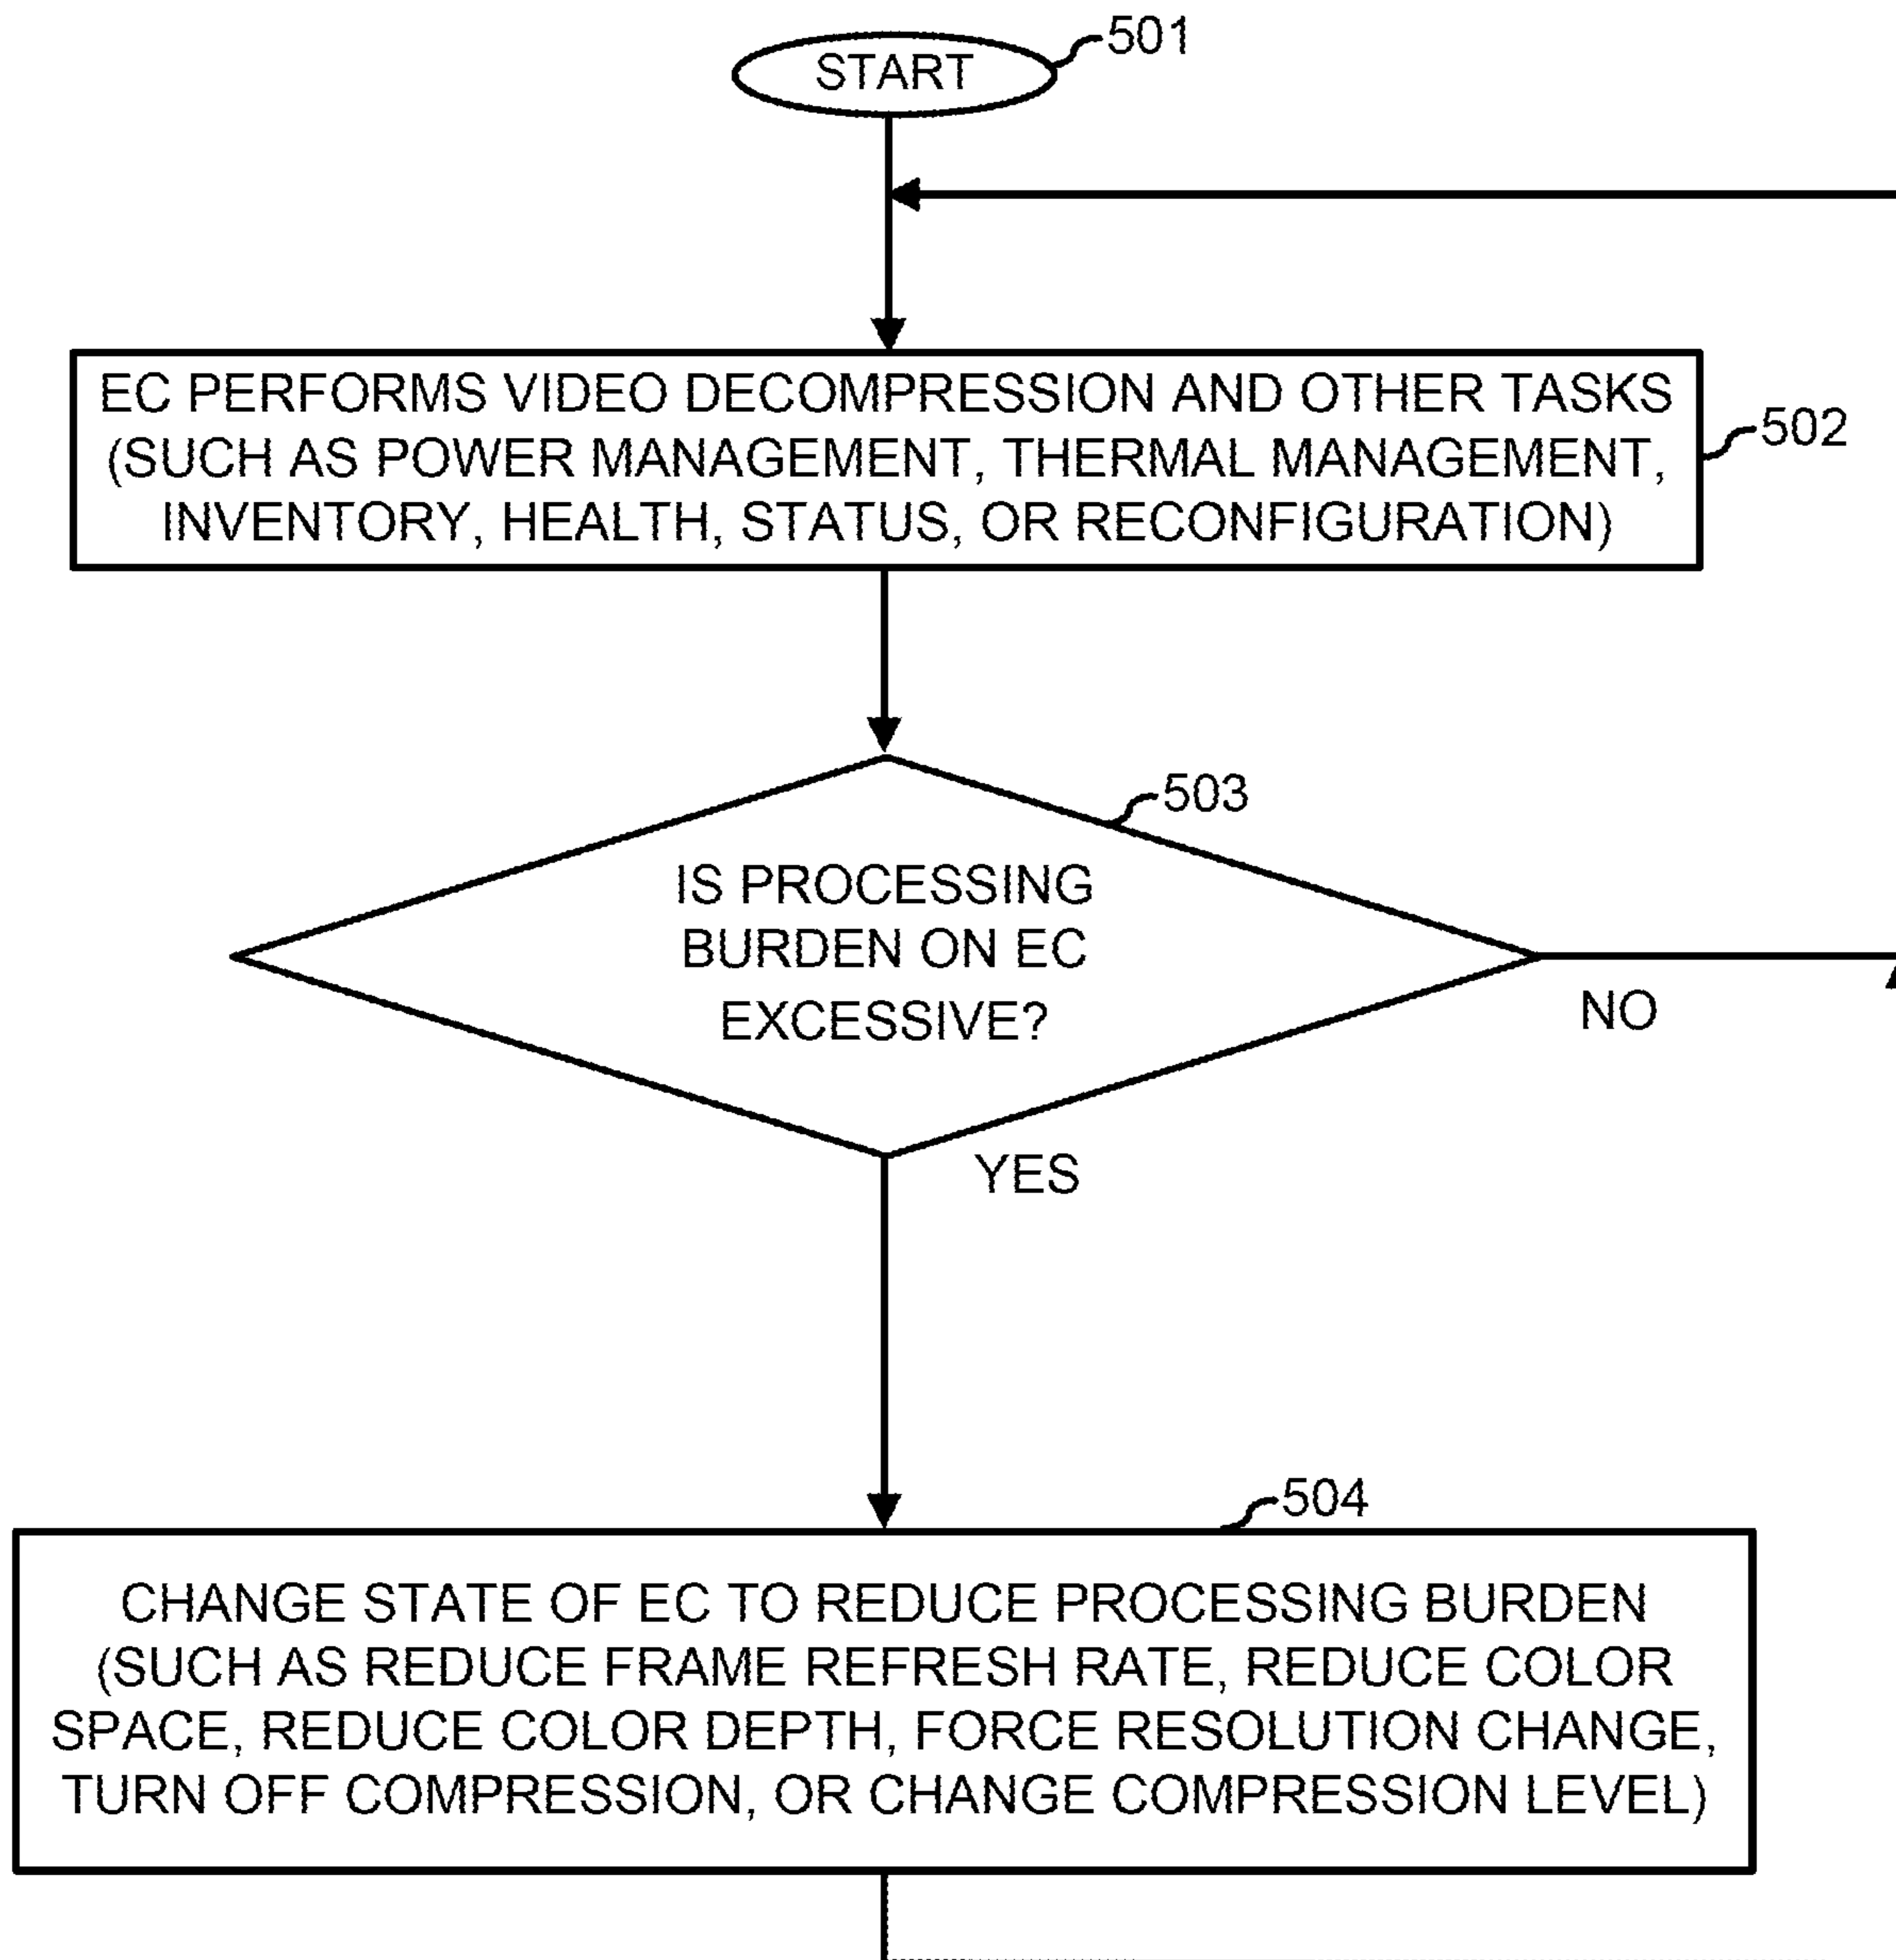 START
501
EC PERFORMS VIDEO DECOMPRESSION AND OTHER TASKS
(SUCH AS POWER MANAGEMENT, THERMAL MANAGEMENT,
INVENTORY, HEALTH, STATUS, OR RECONFIGURATION)
502
503
IS PROCESSING
BURDEN ON EC
EXCESSIVE?
NO
YES
504
CHANGE STATE OF EC TO REDUCE PROCESSING BURDEN
(SUCH AS REDUCE FRAME REFRESH RATE, REDUCE COLOR
SPACE, REDUCE COLOR DEPTH, FORCE RESOLUTION CHANGE,
TURN OFF COMPRESSION, OR CHANGE COMPRESSION LEVEL)